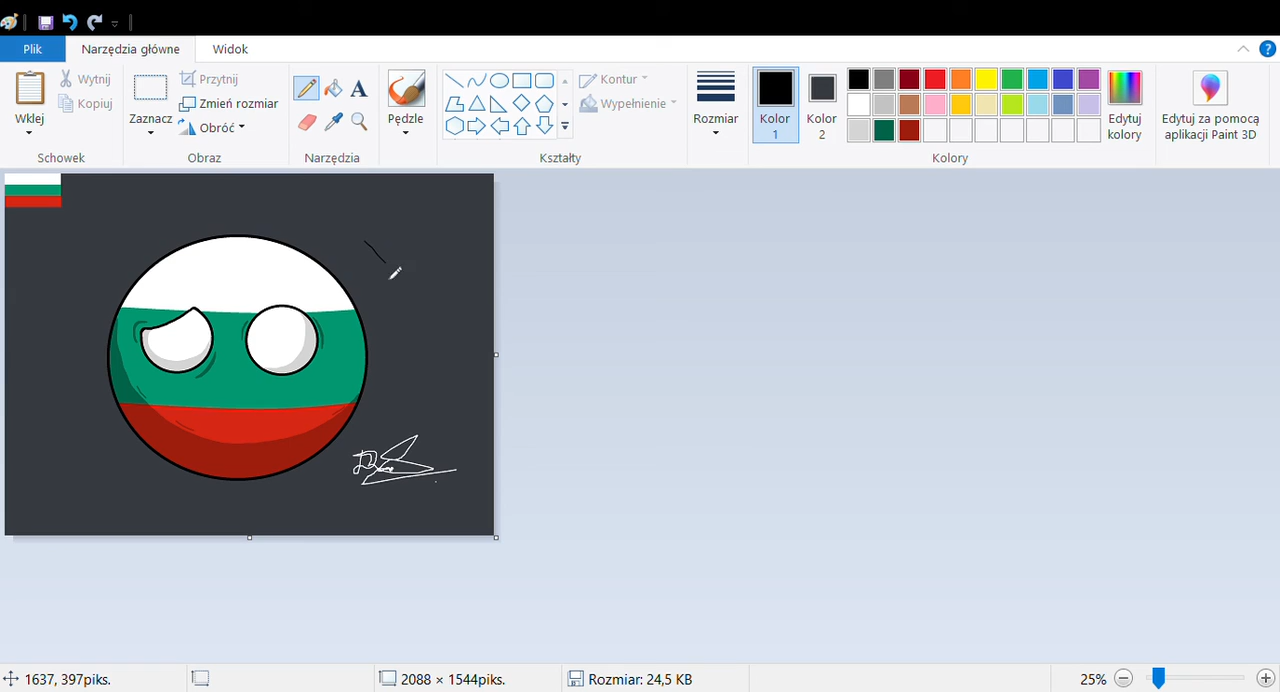 Plik Narzędzia główne Widok
Wklej
Wytnij
Kopiuj
Schowek
Zaznacz
Przytnij
Zmień rozmiar
Obróć
Obraz
A
Narzędzia
Pędzle
Kontur
Wypełnienie
Kształty
Rozmiar
Kolor
1
Kolor
2
Edytuj
kolory
Kolory
Edytuj za pomocą
aplikacji Paint 3D
?
1637, 397piks. 2088 × 1544piks. Rozmiar: 24,5 KB 25%